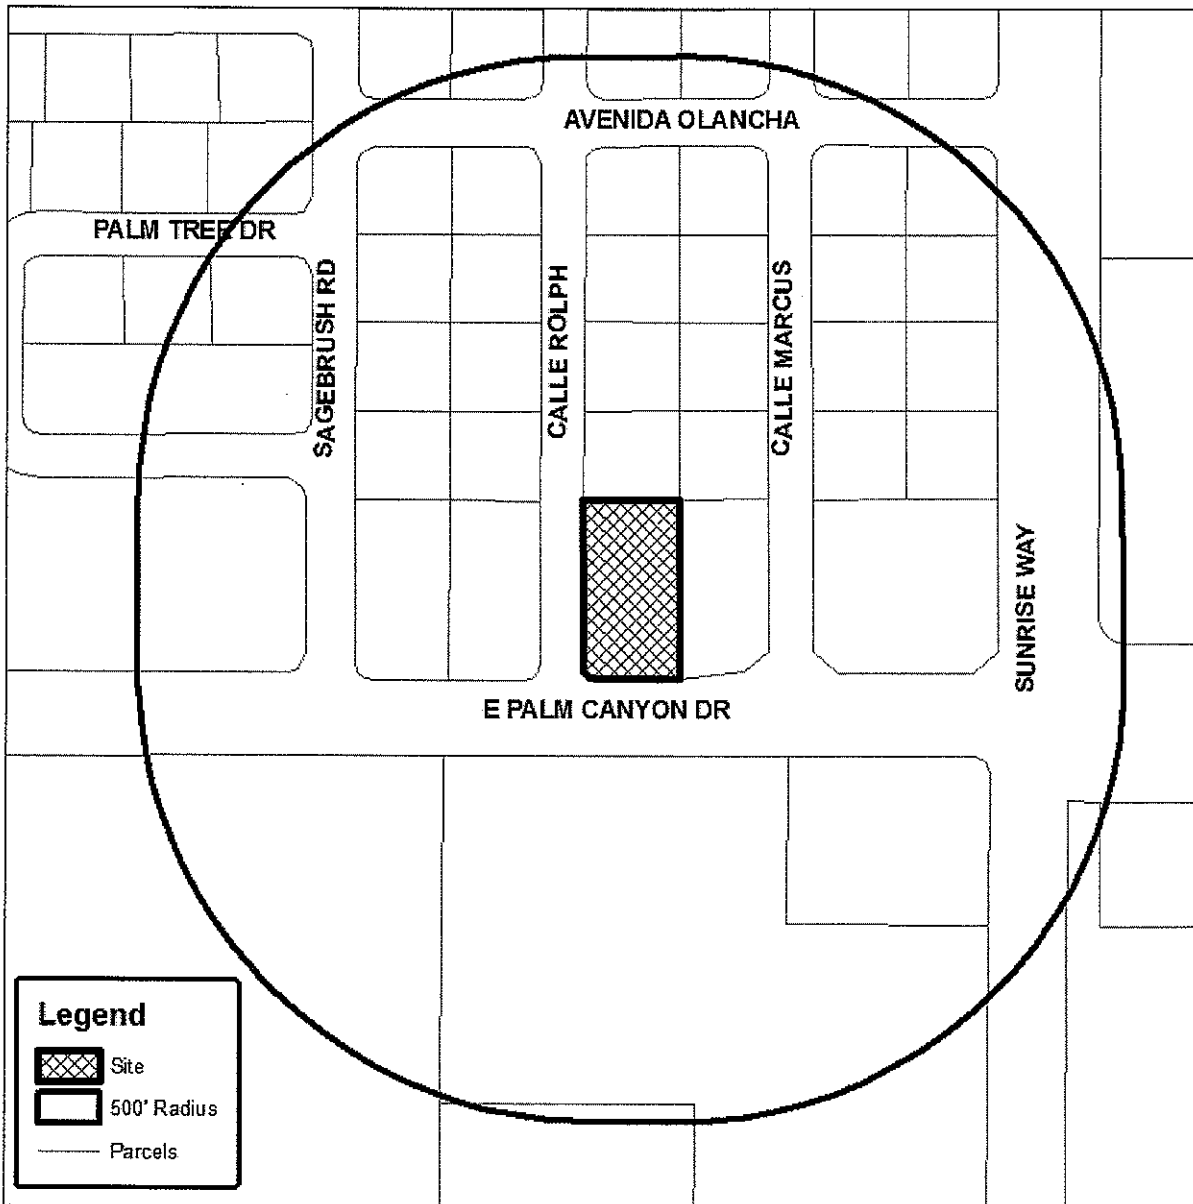 AVENIDA OLANCHA
PALM TREE DR
SAGEBRUSH RD
CALLE ROLPH
CALLE MARCUS
SUNRISE WAY
E PALM CANYON DR
Legend
Site
500' Radius
Parcels